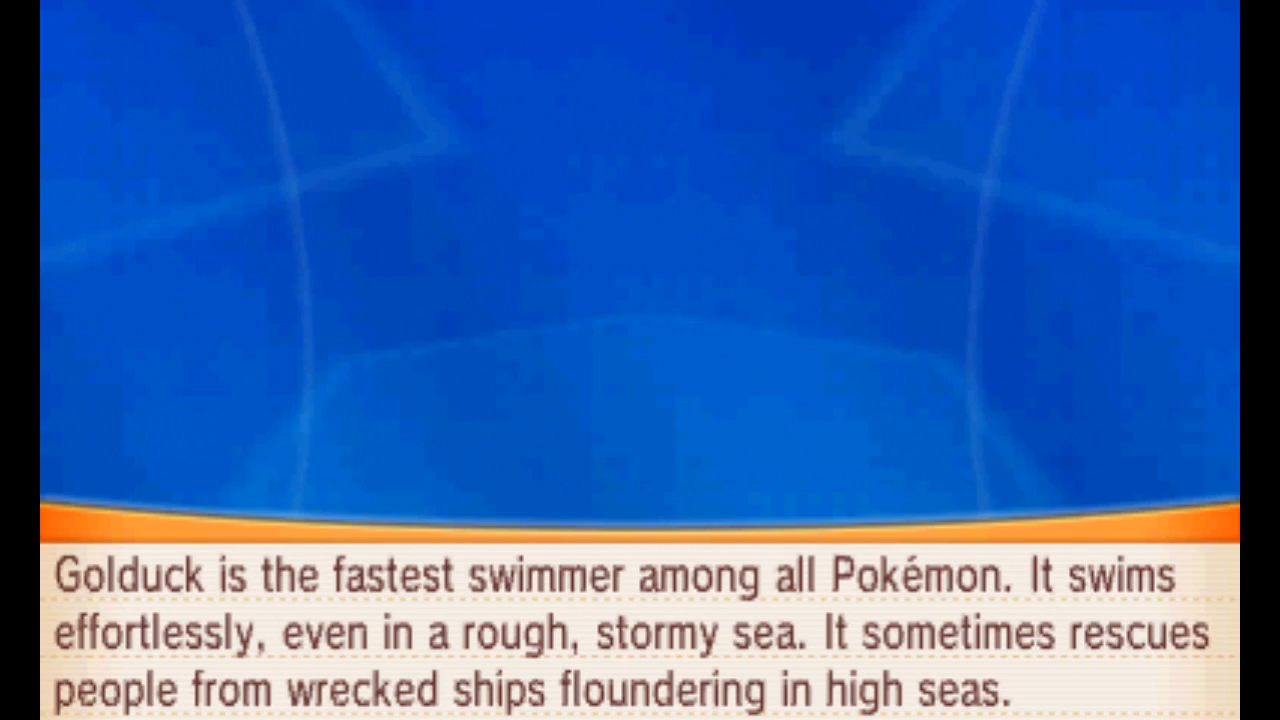 Golduck is the fastest swimmer among all Pokémon. It swims
effortlessly, even in a rough, stormy sea. It sometimes rescues
people from wrecked ships floundering in high seas.